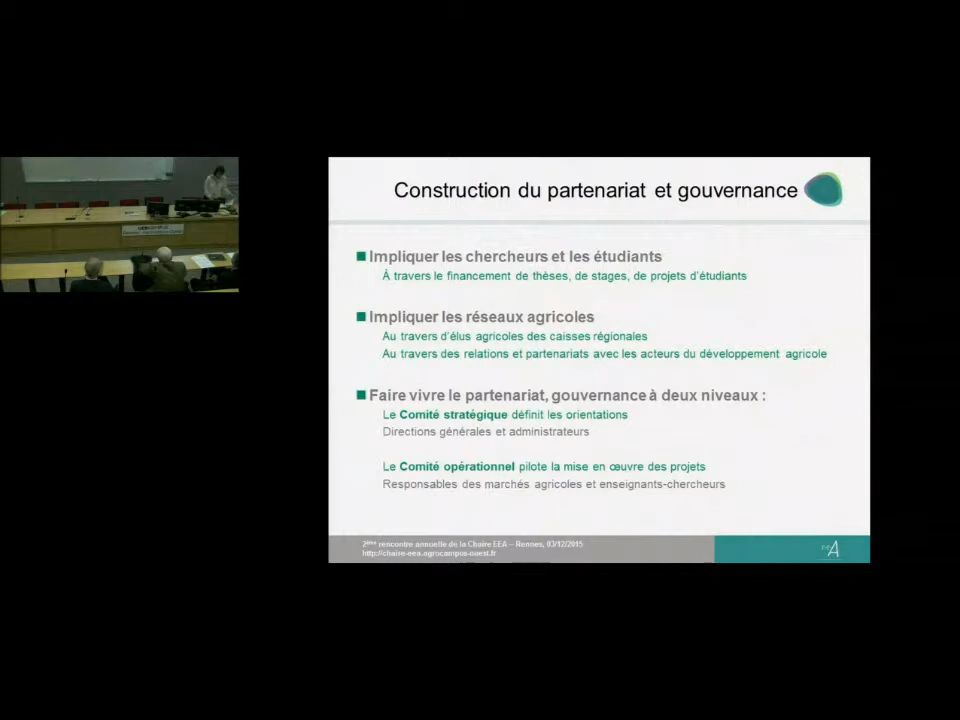 Construction du partenariat et gouvernance
Impliquer les chercheurs et les étudiants
À travers le financement de thèses, de stages, de projets d'étudiants
Impliquer les réseaux agricoles
Au travers d'élus agricoles des caisses régionales
Au travers des relations et partenariats avec les acteurs du développement agricole
Faire vivre le partenariat, gouvernance à deux niveaux :
Le Comité stratégique définit les orientations
Directions générales et administrateurs
Le Comité opérationnel pilote la mise en œuvre des projets
Responsables des marchés agricoles et enseignants-chercheurs
2ème rencontre annuelle de la Chaire EEA – Rennes, 03/12/2015
http://chaire-eea.agrocampus-ouest.fr